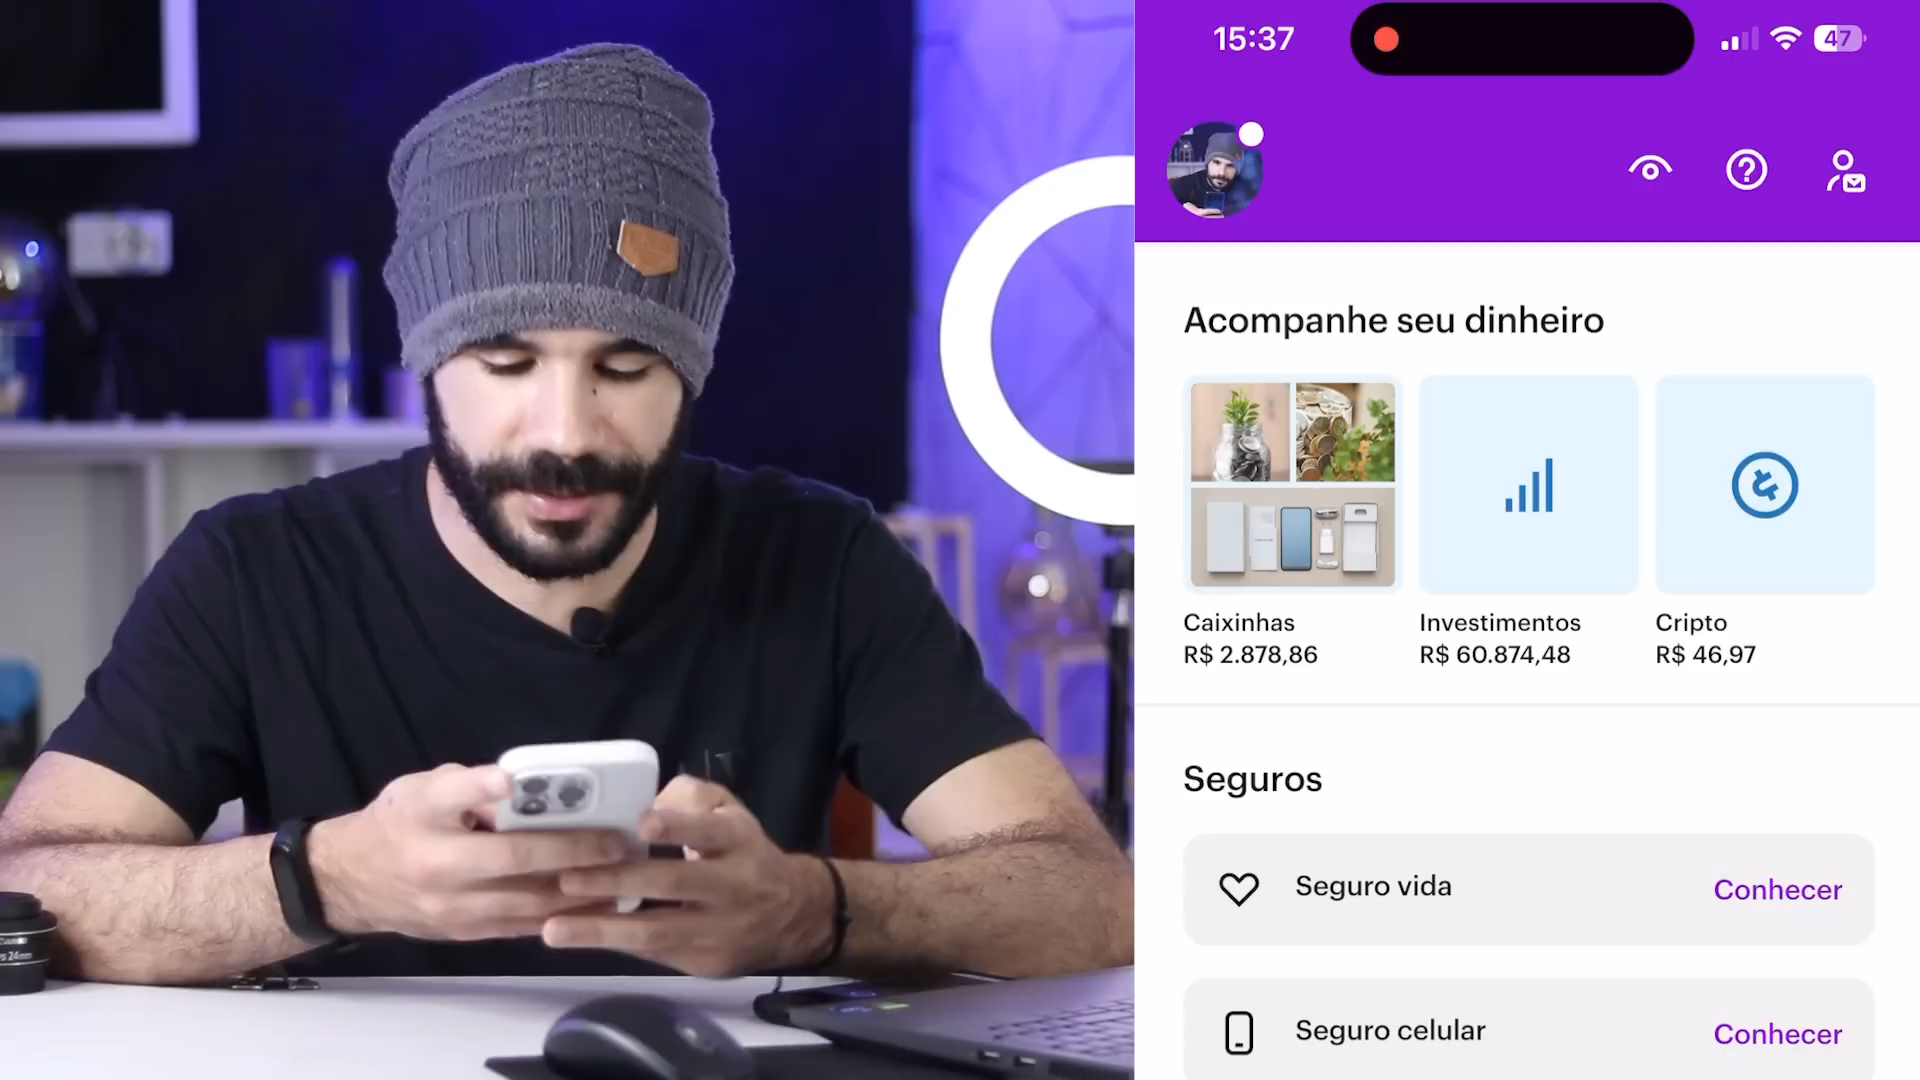 15:37
47
Acompanhe seu dinheiro
Caixinhas
R$ 2.878,86
Investimentos
R$ 60.874,48
Cripto
R$ 46,97
Seguros
Seguro vida
Conhecer
Seguro celular
Conhecer
24mm